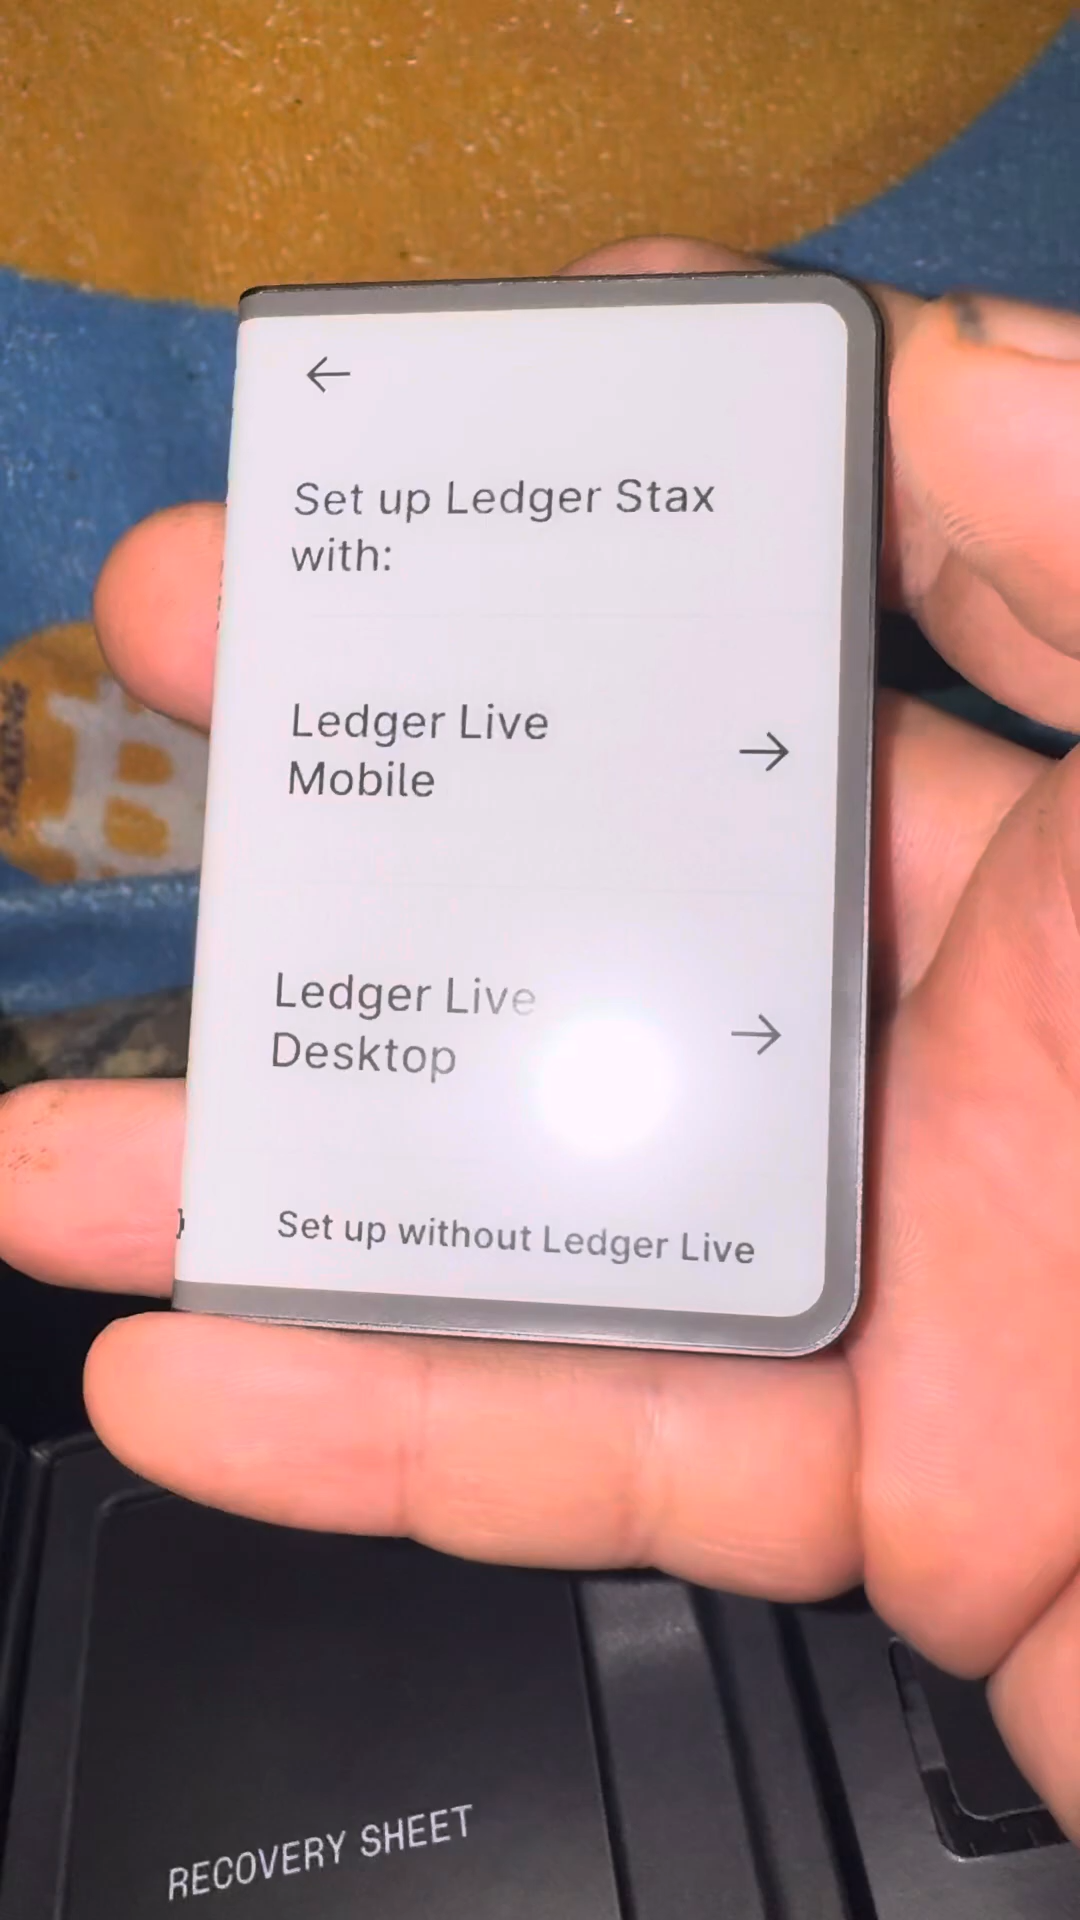 Set up Ledger Stax
with:
Ledger Live
Mobile
Ledger Live
Desktop
Set up without Ledger Live
RECOVERY SHEET